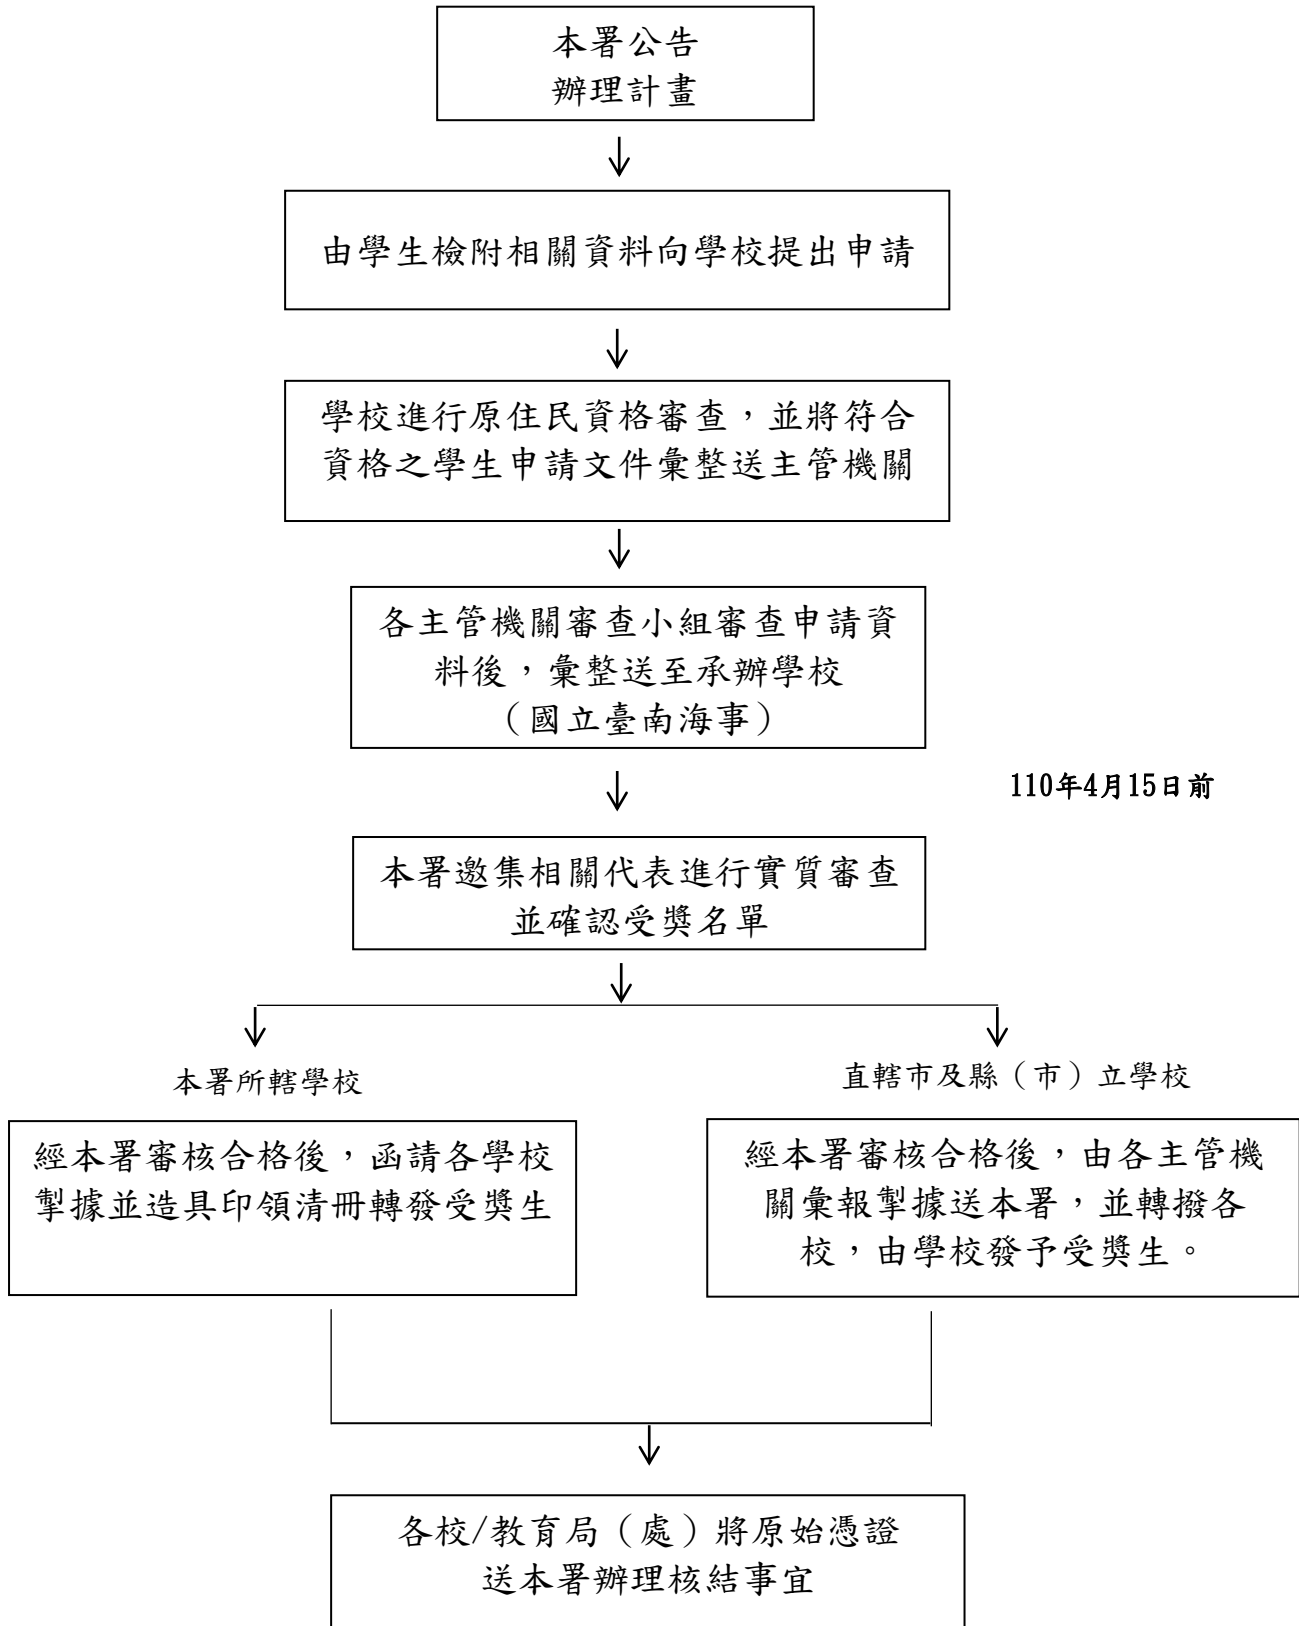 本署公告
辦理計畫
由學生檢附相關資料向學校提出申請
學校進行原住民資格審查，並將符合
資格之學生申請文件彙整送主管機關
各主管機關審查小組審查申請資
料後，彙整送至承辦學校
（國立臺南海事）
110年4月15日前
本署邀集相關代表進行實質審查
並確認受獎名單
本署所轄學校
直轄市及縣（市）立學校
經本署審核合格後，函請各學校
掣據並造具印領清冊轉發受獎生
經本署審核合格後，由各主管機
關彙報掣據送本署，並轉撥各
校，由學校發予受獎生。
各校/教育局（處）將原始憑證
送本署辦理核結事宜